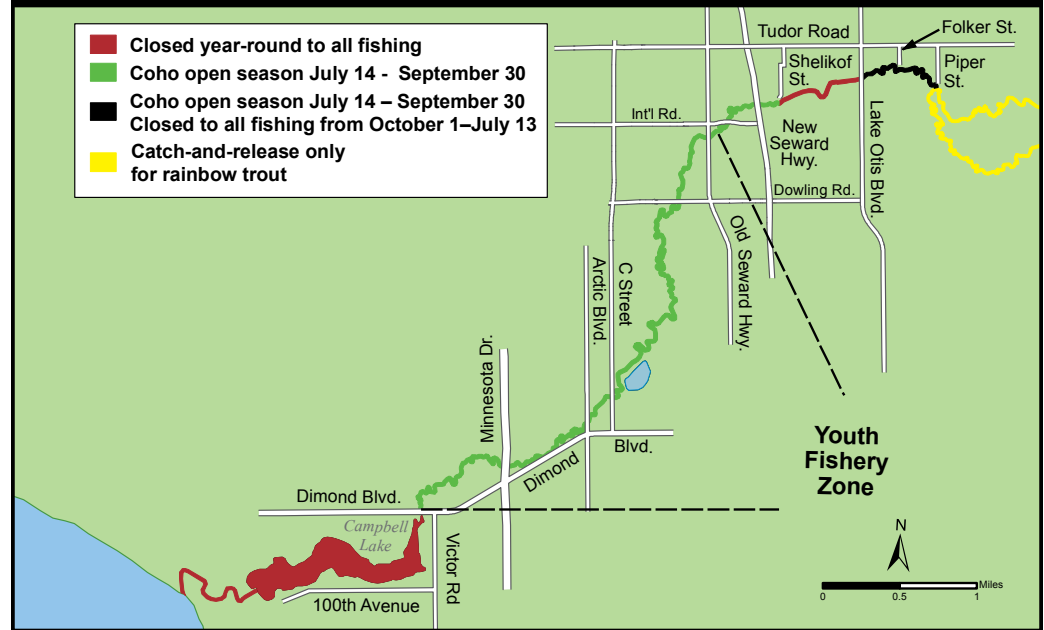 Closed year-round to all fishing
Coho open season July 14 - September 30
Coho open season July 14 – September 30
Closed to all fishing from October 1–July 13
Catch-and-release only
for rainbow trout
Tudor Road
Folker St.
Shelikof
St.
Piper
St.
Int'l Rd.
New
Seward
Hwy.
Lake Otis Blvd.
Dowling Rd.
Old Seward Hwy.
Arctic Blvd.
C Street
Minnesota Dr.
Youth
Fishery
Zone
Dimond
Blvd.
Dimond Blvd.
Campbell
Lake
Victor Rd
100th Avenue
N
Miles
0 0.5 1